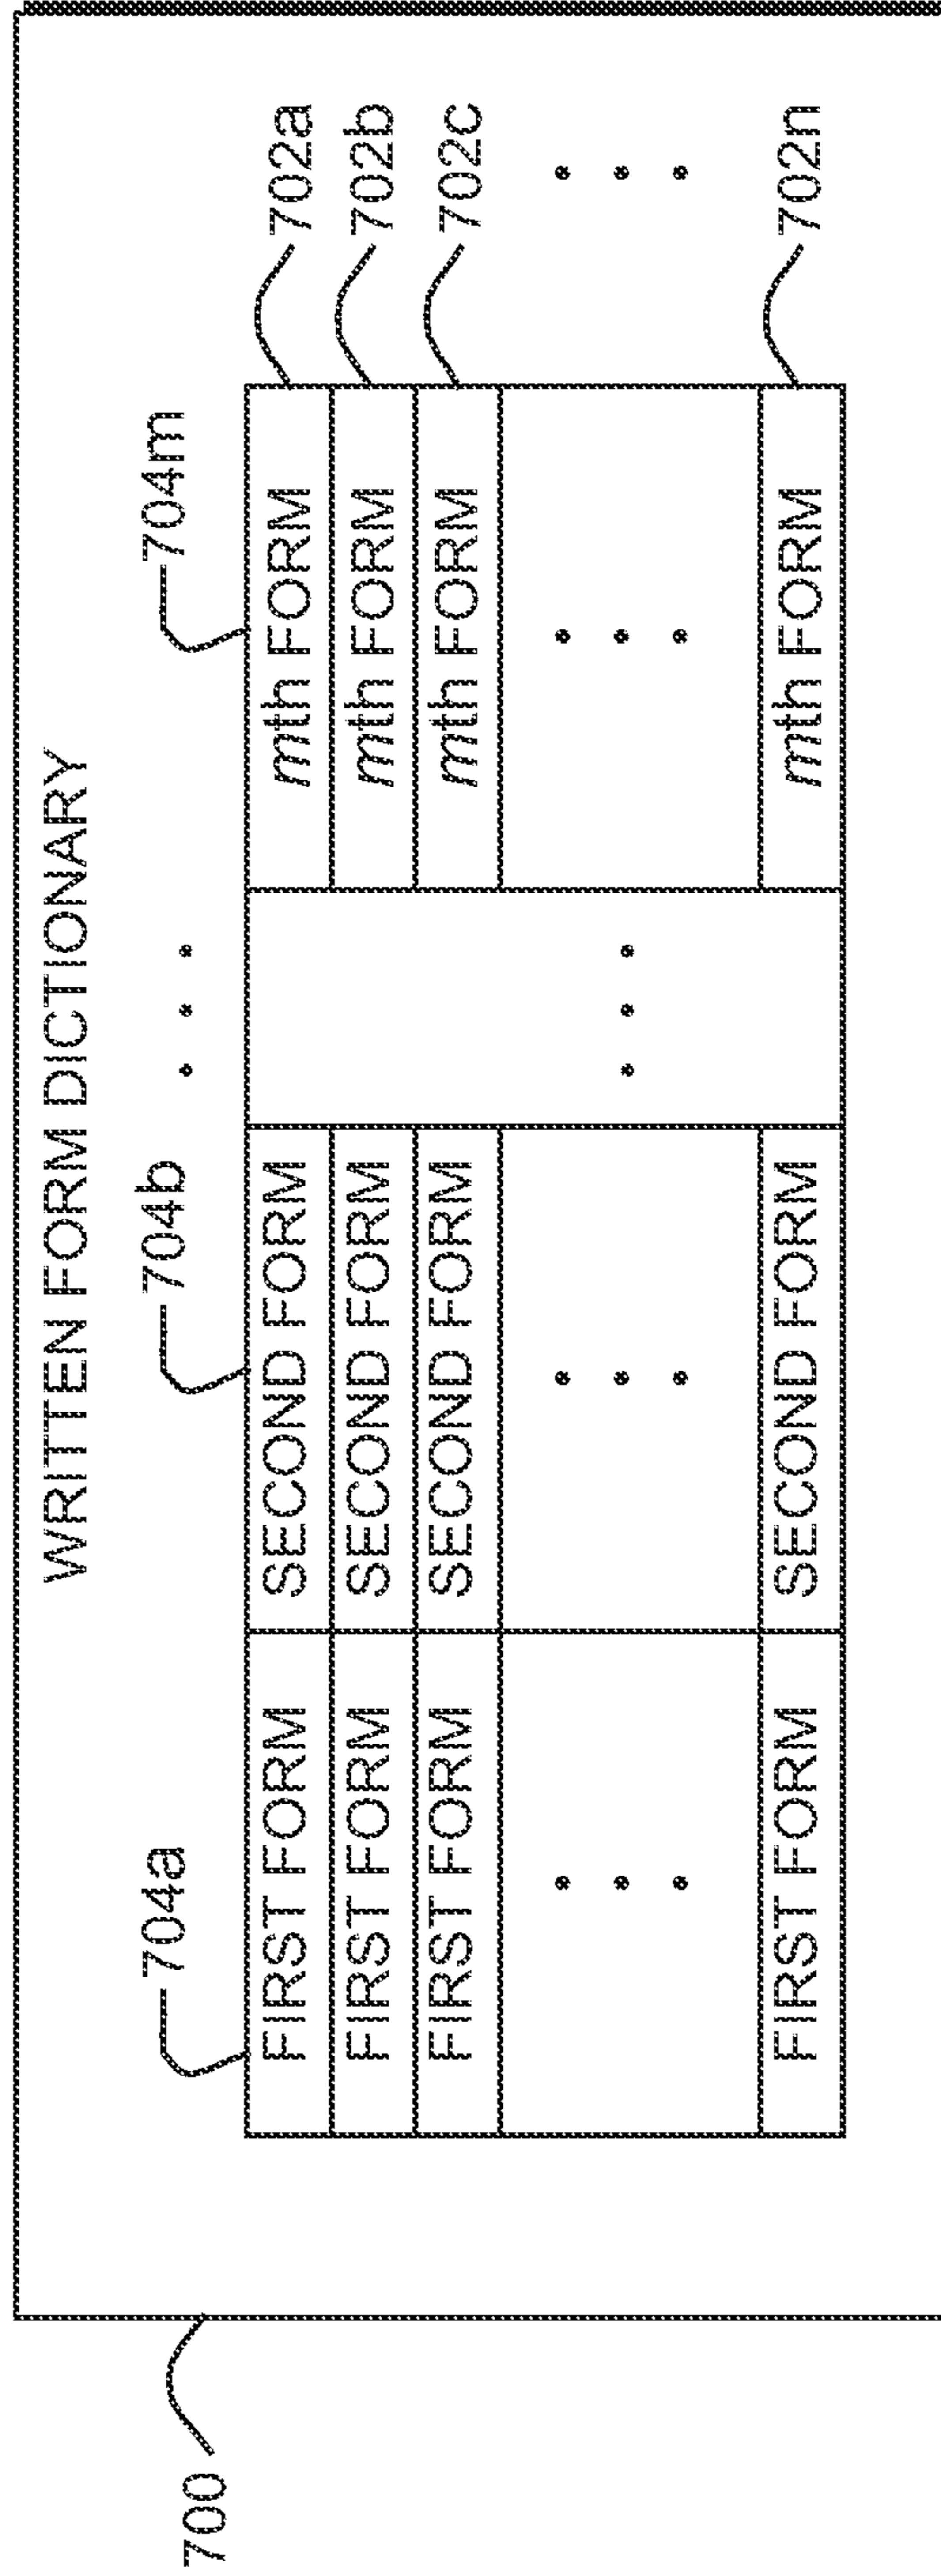 WRITTEN FORM DICTIONARY
704a 704b • • • 704m
FIRST FORM SECOND FORM mth FORM 702a
FIRST FORM SECOND FORM mth FORM 702b
FIRST FORM SECOND FORM mth FORM 702c
FIRST FORM SECOND FORM mth FORM 702n
700